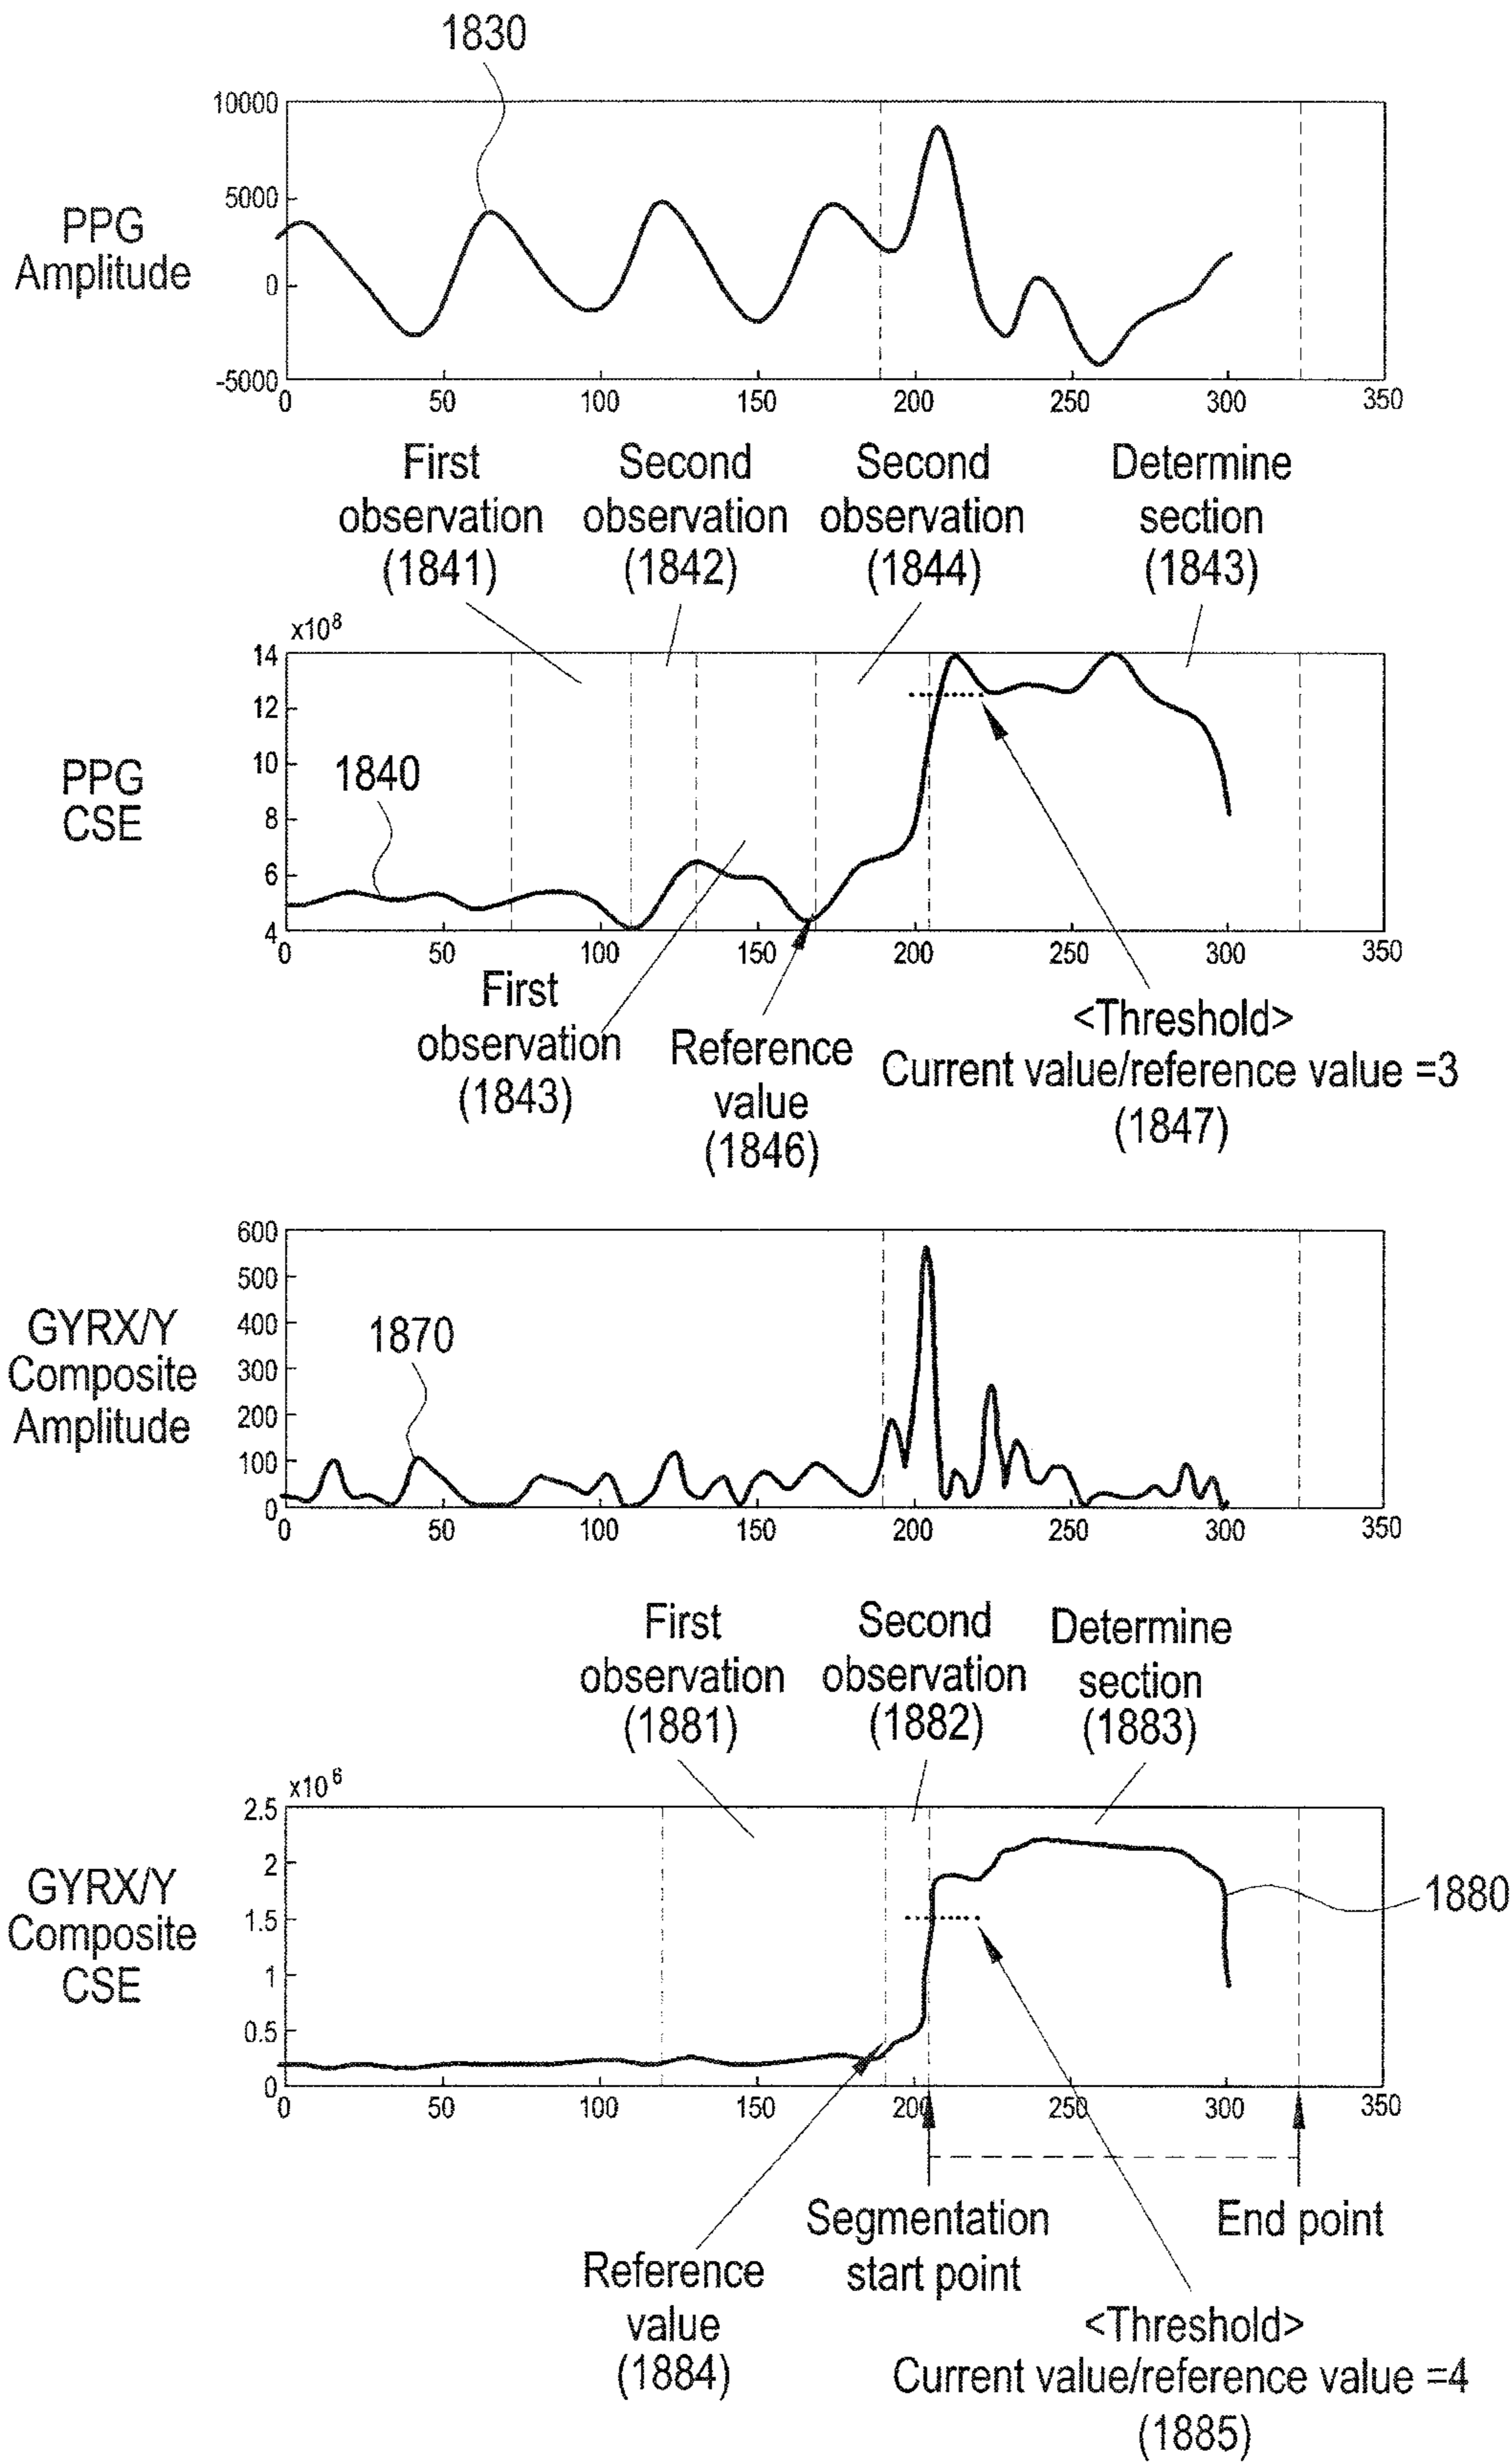 1830
10000
5000
0
-5000
PPG
Amplitude
0 50 100 150 200 250 300 350
First
observation
(1841)
Second
observation
(1842)
Second
observation
(1844)
Determine
section
(1843)
x10⁸
14
12
10
8
6
4
PPG
CSE
1840
0 50 100 150 200 250 300 350
First
observation
(1843)
Reference
value
(1846)
<Threshold>
Current value/reference value =3
(1847)
600
500
400
300
200
100
0
GYRX/Y
Composite
Amplitude
1870
0 50 100 150 200 250 300 350
First
observation
(1881)
Second
observation
(1882)
Determine
section
(1883)
x10⁶
2.5
2
1.5
1
0.5
0
GYRX/Y
Composite
CSE
1880
0 50 100 150 200 250 300 350
Reference
value
(1884)
Segmentation
start point
End point
<Threshold>
Current value/reference value =4
(1885)